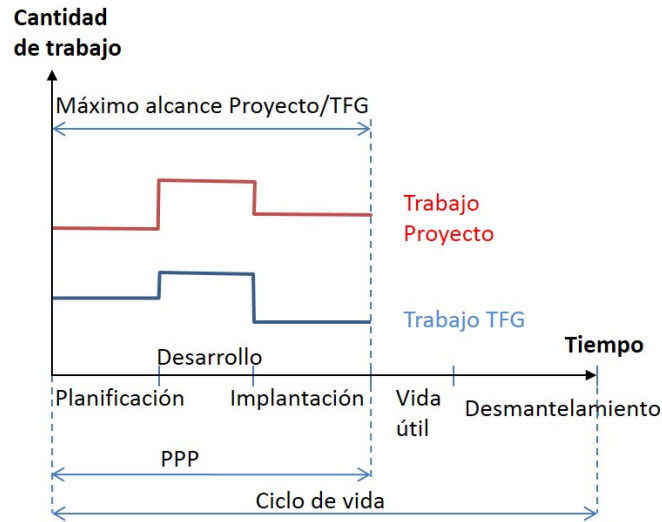 Cantidad
de trabajo
Máximo alcance Proyecto/TFG
Trabajo
Proyecto
Trabajo TFG
Tiempo
Desarrollo
Planificación
Implantación
Vida
útil
Desmantelamiento
PPP
Ciclo de vida